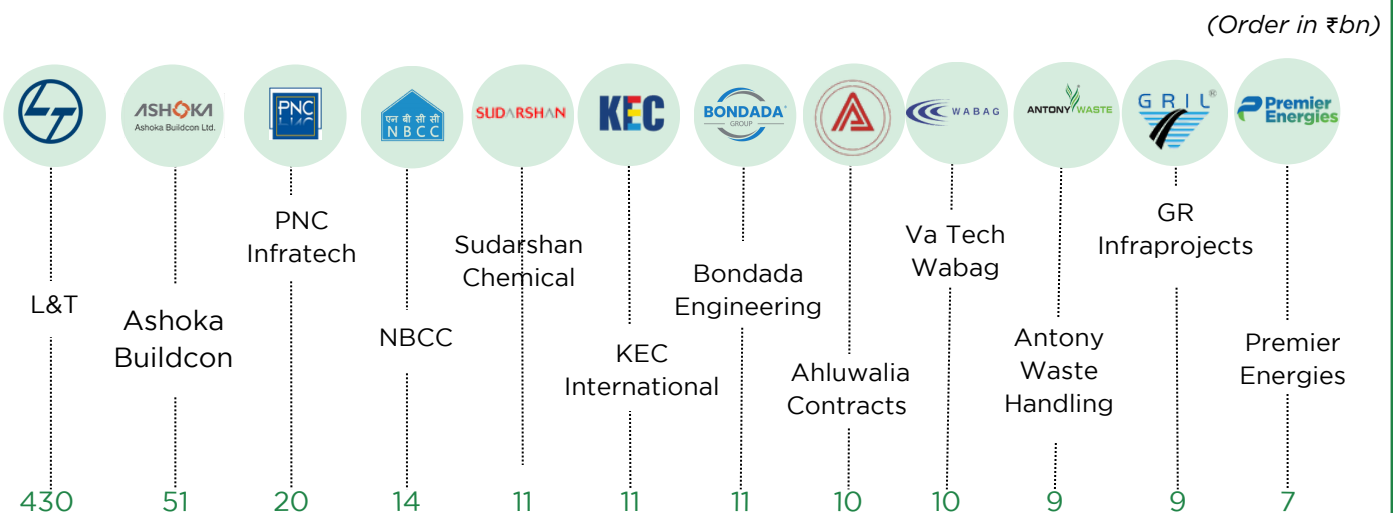 (Order in ₹bn)
LT
ASHOKA
Ashoka Buildcon Ltd.
PNC
एन बी सी सी
NBCC
SUDARSHAN
KEC
BONDADA
GROUP
WABAG
ANTONY WASTE
GRIL®
Premier
Energies
L&T
Ashoka
Buildcon
PNC
Infratech
NBCC
Sudarshan
Chemical
KEC
International
Bondada
Engineering
Ahluwalia
Contracts
Va Tech
Wabag
Antony
Waste
Handling
GR
Infraprojects
Premier
Energies
430 51 20 14 11 11 11 10 10 9 9 7